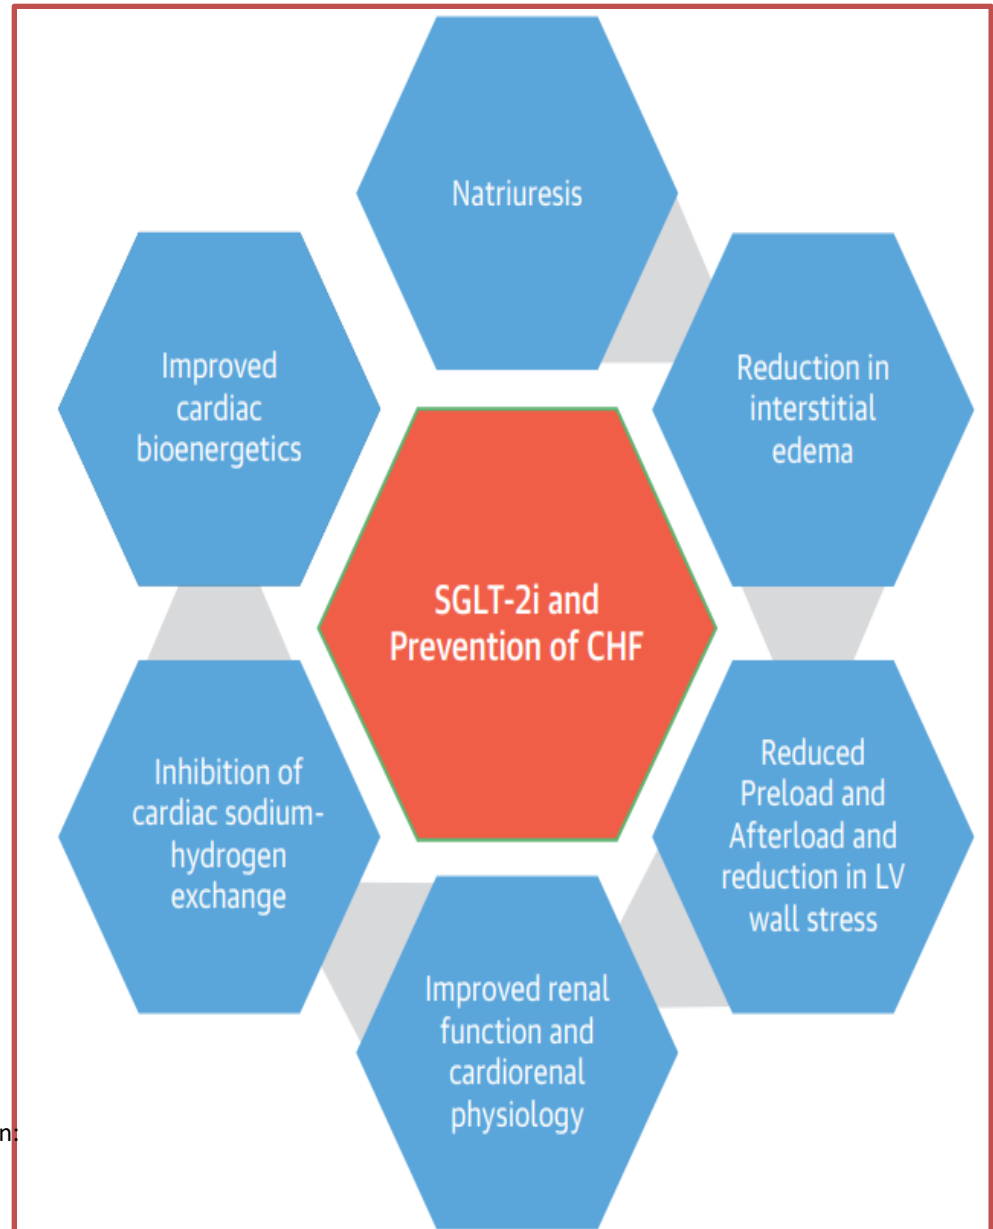 Natriuresis
Reduction in
interstitial
edema
Reduced
Preload and
Afterload and
reduction in LV
wall stress
Improved renal
function and
cardiorenal
physiology
Inhibition of
cardiac sodium-
hydrogen
exchange
Improved
cardiac
bioenergetics
SGLT-2i and
Prevention of CHF
n: